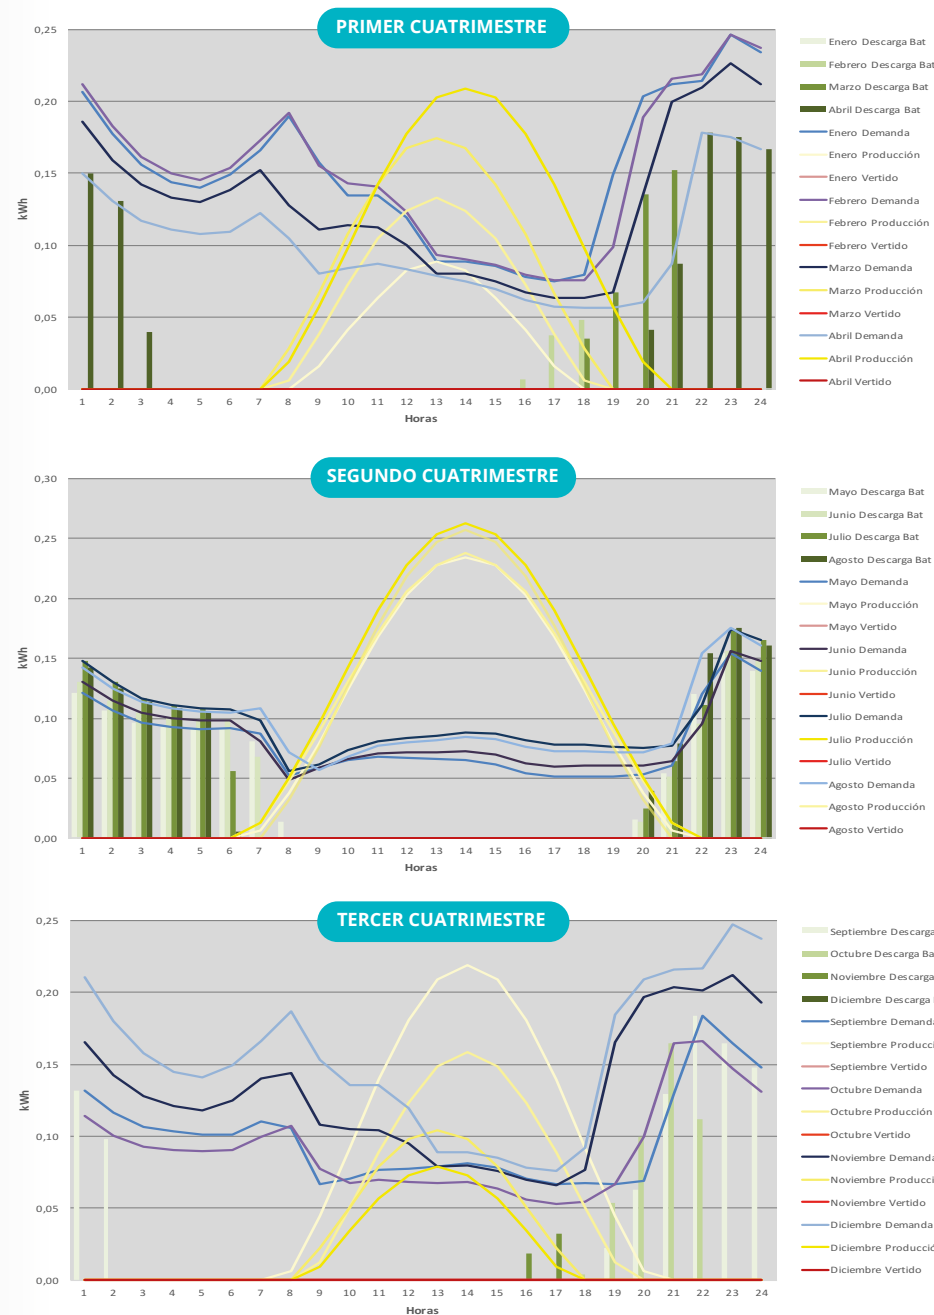 PRIMER CUATRIMESTRE
0,25
0,20
0,15
0,10
0,05
0,00
kWh
1 2 3 4 5 6 7 8 9 10 11 12 13 14 15 16 17 18 19 20 21 22 23 24
Horas
Enero Descarga Bat
Febrero Descarga Bat
Marzo Descarga Bat
Abril Descarga Bat
Enero Demanda
Enero Producción
Enero Vertido
Febrero Demanda
Febrero Producción
Febrero Vertido
Marzo Demanda
Marzo Producción
Marzo Vertido
Abril Demanda
Abril Producción
Abril Vertido
SEGUNDO CUATRIMESTRE
0,30
0,25
0,20
0,15
0,10
0,05
0,00
kWh
1 2 3 4 5 6 7 8 9 10 11 12 13 14 15 16 17 18 19 20 21 22 23 24
Horas
Mayo Descarga Bat
Junio Descarga Bat
Julio Descarga Bat
Agosto Descarga Bat
Mayo Demanda
Mayo Producción
Mayo Vertido
Junio Demanda
Junio Producción
Junio Vertido
Julio Demanda
Julio Producción
Julio Vertido
Agosto Demanda
Agosto Producción
Agosto Vertido
TERCER CUATRIMESTRE
0,25
0,20
0,15
0,10
0,05
0,00
kWh
1 2 3 4 5 6 7 8 9 10 11 12 13 14 15 16 17 18 19 20 21 22 23 24
Horas
Septiembre Descarga
Octubre Descarga Ba
Noviembre Descarga
Diciembre Descarga
Septiembre Demanda
Septiembre Producci
Septiembre Vertido
Octubre Demanda
Octubre Producción
Octubre Vertido
Noviembre Demanda
Noviembre Producci
Noviembre Vertido
Diciembre Demanda
Diciembre Producció
Diciembre Vertido